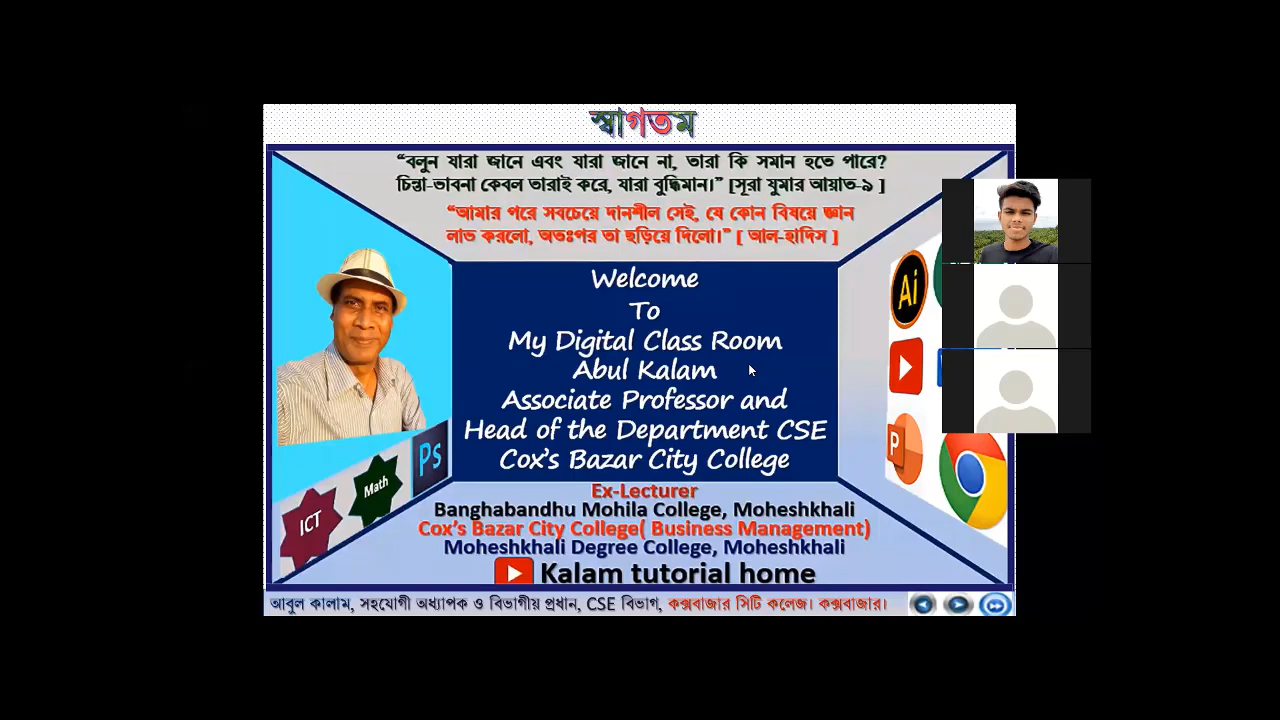 স্বাগতম
“বলুন যারা জানে এবং যারা জানে না, তারা কি সমান হতে পারে?
চিন্তা-ভাবনা কেবল তারাই করে, যারা বুদ্ধিমান।” [সূরা যুমার আয়াত-৯ ]
“আমার পরে সবচেয়ে দানশীল সেই, যে কোন বিষয়ে জ্ঞান
লাভ করলো, অতঃপর তা ছড়িয়ে দিলো।” [ আল-হাদিস ]
Welcome
To
My Digital Class Room
Abul Kalam
Associate Professor and
Head of the Department CSE
Cox's Bazar City College
Ai
P
Ps
Math
ICT
Ex-Lecturer
Banghabandhu Mohila College, Moheshkhali
Cox's Bazar City College( Business Management)
Moheshkhali Degree College, Moheshkhali
Kalam tutorial home
আবুল কালাম, সহযোগী অধ্যাপক ও বিভাগীয় প্রধান, CSE বিভাগ, কক্সবাজার সিটি কলেজ। কক্সবাজার।